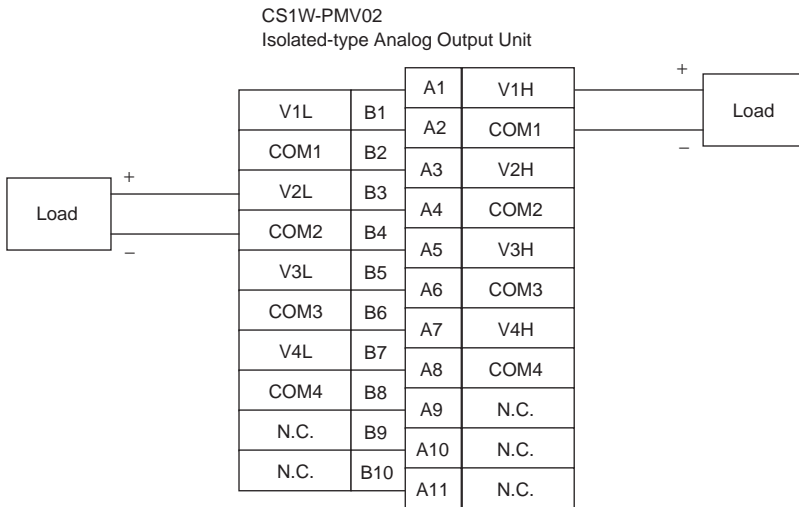 CS1W-PMV02
Isolated-type Analog Output Unit
A1 V1H
V1L B1
A2 COM1
COM1 B2
A3 V2H
V2L B3
A4 COM2
COM2 B4
A5 V3H
V3L B5
A6 COM3
COM3 B6
A7 V4H
V4L B7
A8 COM4
COM4 B8
A9 N.C.
N.C. B9
A10 N.C.
N.C. B10
A11 N.C.
+
Load
−
+
Load
−